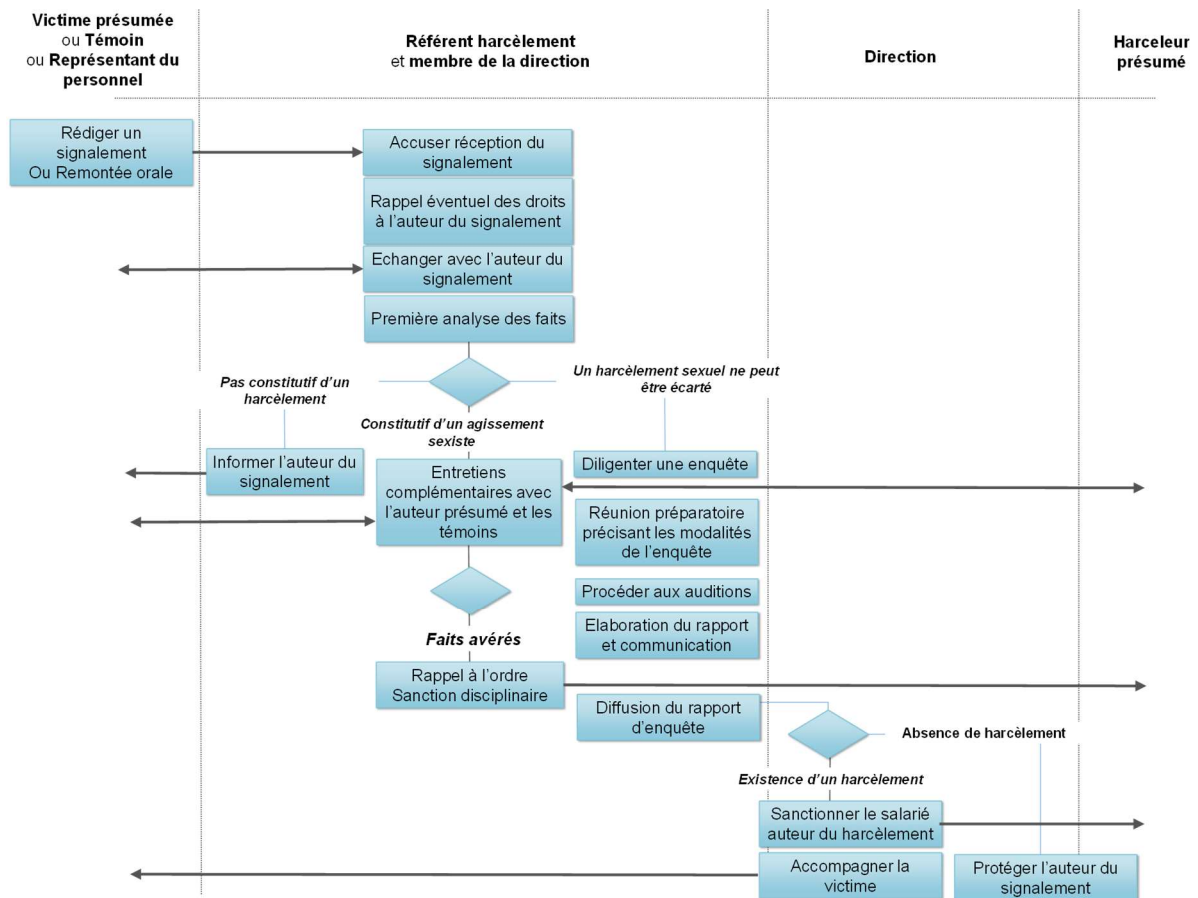 Victime présumée
ou Témoin
ou Représentant du
personnel
Référent harcèlement
et membre de la direction
Direction
Harceleur
présumé
Rédiger un
signalement
Ou Remontée orale
Accuser réception du
signalement
Rappel éventuel des droits
à l'auteur du signalement
Echanger avec l'auteur du
signalement
Première analyse des faits
Pas constitutif d'un
harcèlement
Un harcèlement sexuel ne peut
être écarté
Constitutif d'un agissement
sexiste
Informer l'auteur du
signalement
Entretiens
complémentaires avec
l'auteur présumé et les
témoins
Diligenter une enquête
Réunion préparatoire
précisant les modalités
de l'enquête
Procéder aux auditions
Elaboration du rapport
et communication
Faits avérés
Rappel à l'ordre
Sanction disciplinaire
Diffusion du rapport
d'enquête
Absence de harcèlement
Existence d'un harcèlement
Sanctionner le salarié
auteur du harcèlement
Accompagner la
victime
Protéger l'auteur du
signalement